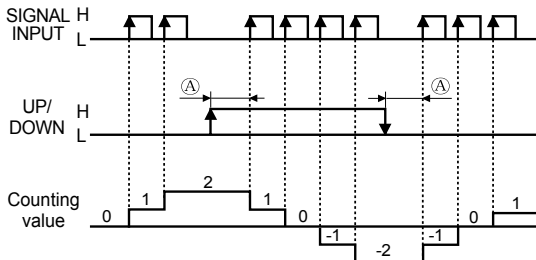 SIGNAL H
INPUT L
Ⓐ Ⓐ
UP/ H
DOWN L
2
1 1 1
Counting
value 0 0 0
-1 -1
-2